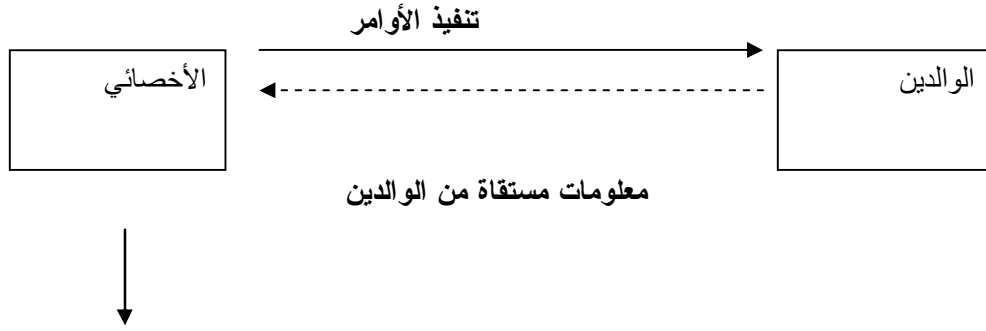 تنفيذ الأوامر
الوالدين
الأخصائي
معلومات مستقاة من الوالدين